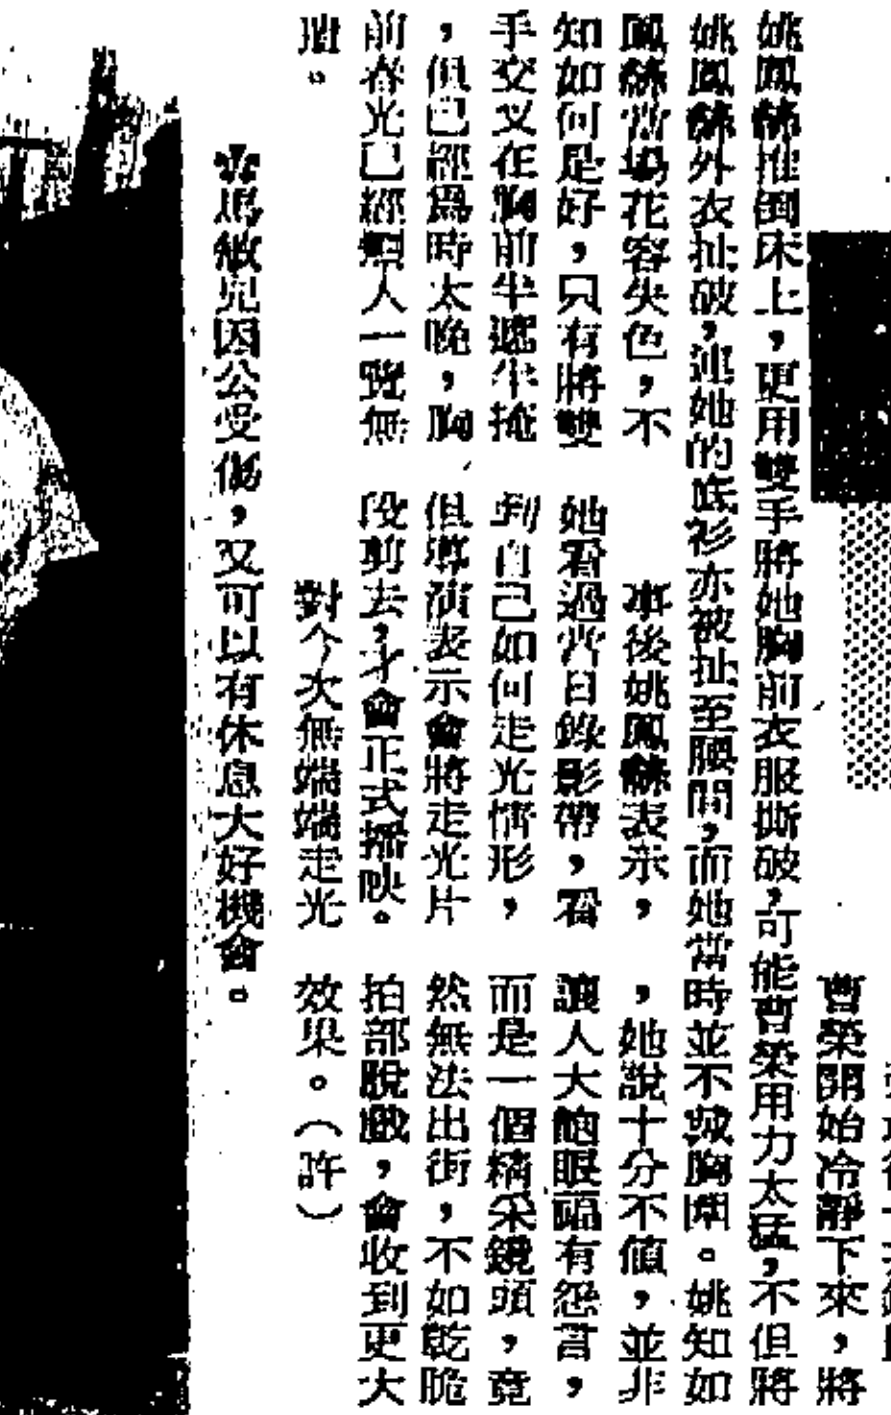 曹榮開始冷靜下來，將
姚鳳推倒床上，更用雙手將她胸前衣服撕破，可能曹榮用力太猛，不但將
姚鳳外衣扯破，連她的底衫亦被扯至腰間，而她當時並不胸圍。姚知如
鳳當場花容失色，不
知如何是好，只有將雙
手交叉在胸前半遮半掩
，但已經爲時太晚，胸
前春光已經類人一覽無
遺。
事後姚鳳表示，
她看過當日錄影帶，看
到自己如何走光情形，
但導演表示會將走光片
段剪去，才會正式播映。
對今次無端端走光
，她說十分不値，並非
讓人大飽眼福有怨言，
而是一個精采鏡頭，竟
然無法出街，不如乾脆
拍部脫戲，會收到更大
效果。（許）
馬敏兒因公受傷，又可以有休息大好機會。